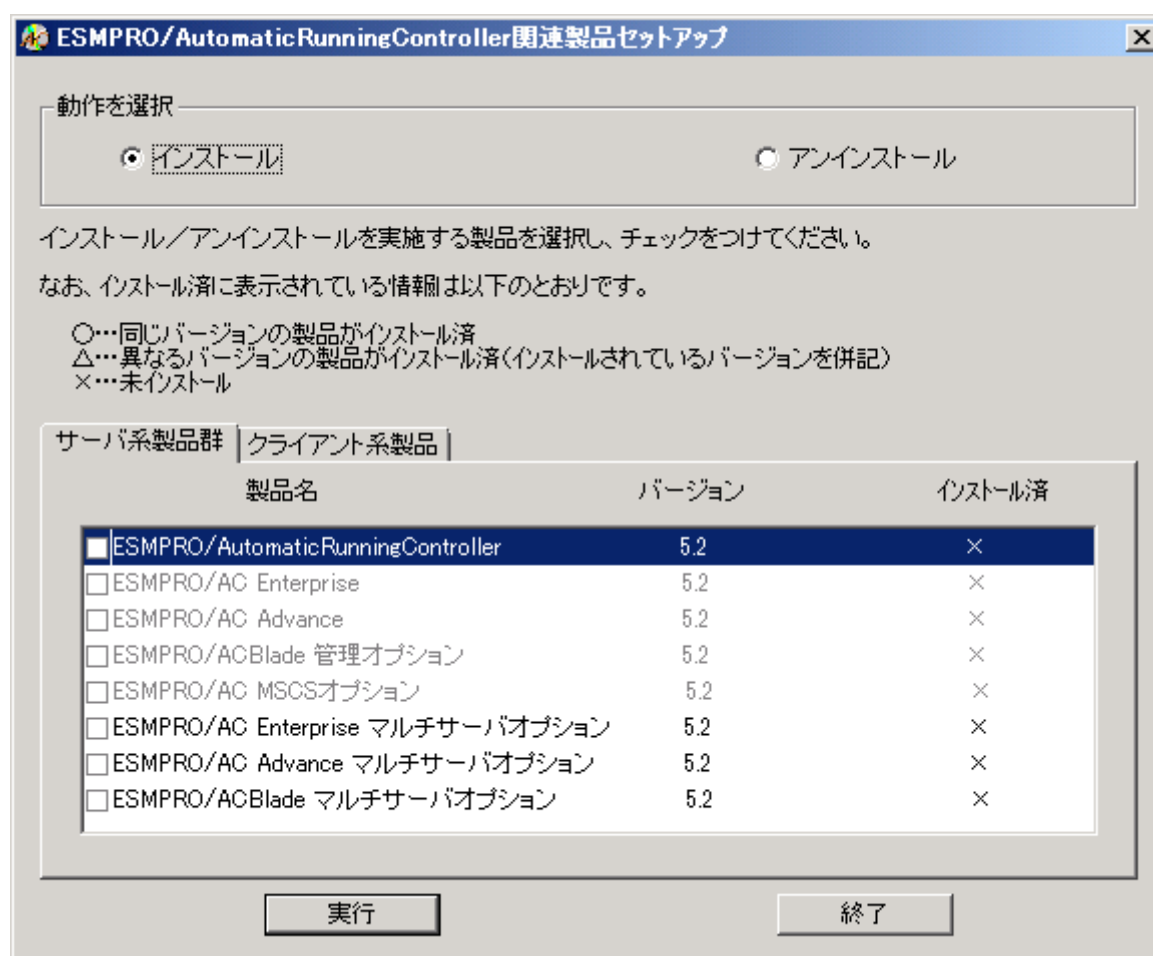 ESMPRO/AutomaticRunningController関連製品セットアップ
動作を選択
インストール アンインストール
インストール／アンインストールを実施する製品を選択し、チェックをつけてください。
なお、インストール済に表示されている情報は以下のとおりです。
○…同じバージョンの製品がインストール済
△…異なるバージョンの製品がインストール済(インストールされているバージョンを併記)
×…未インストール
サーバ系製品群 クライアント系製品
製品名 バージョン インストール済
ESMPRO/AutomaticRunningController 5.2 ×
ESMPRO/AC Enterprise 5.2 ×
ESMPRO/AC Advance 5.2 ×
ESMPRO/ACBlade 管理オプション 5.2 ×
ESMPRO/AC MSCSオプション 5.2 ×
ESMPRO/AC Enterprise マルチサーバオプション 5.2 ×
ESMPRO/AC Advance マルチサーバオプション 5.2 ×
ESMPRO/ACBlade マルチサーバオプション 5.2 ×
実行 終了